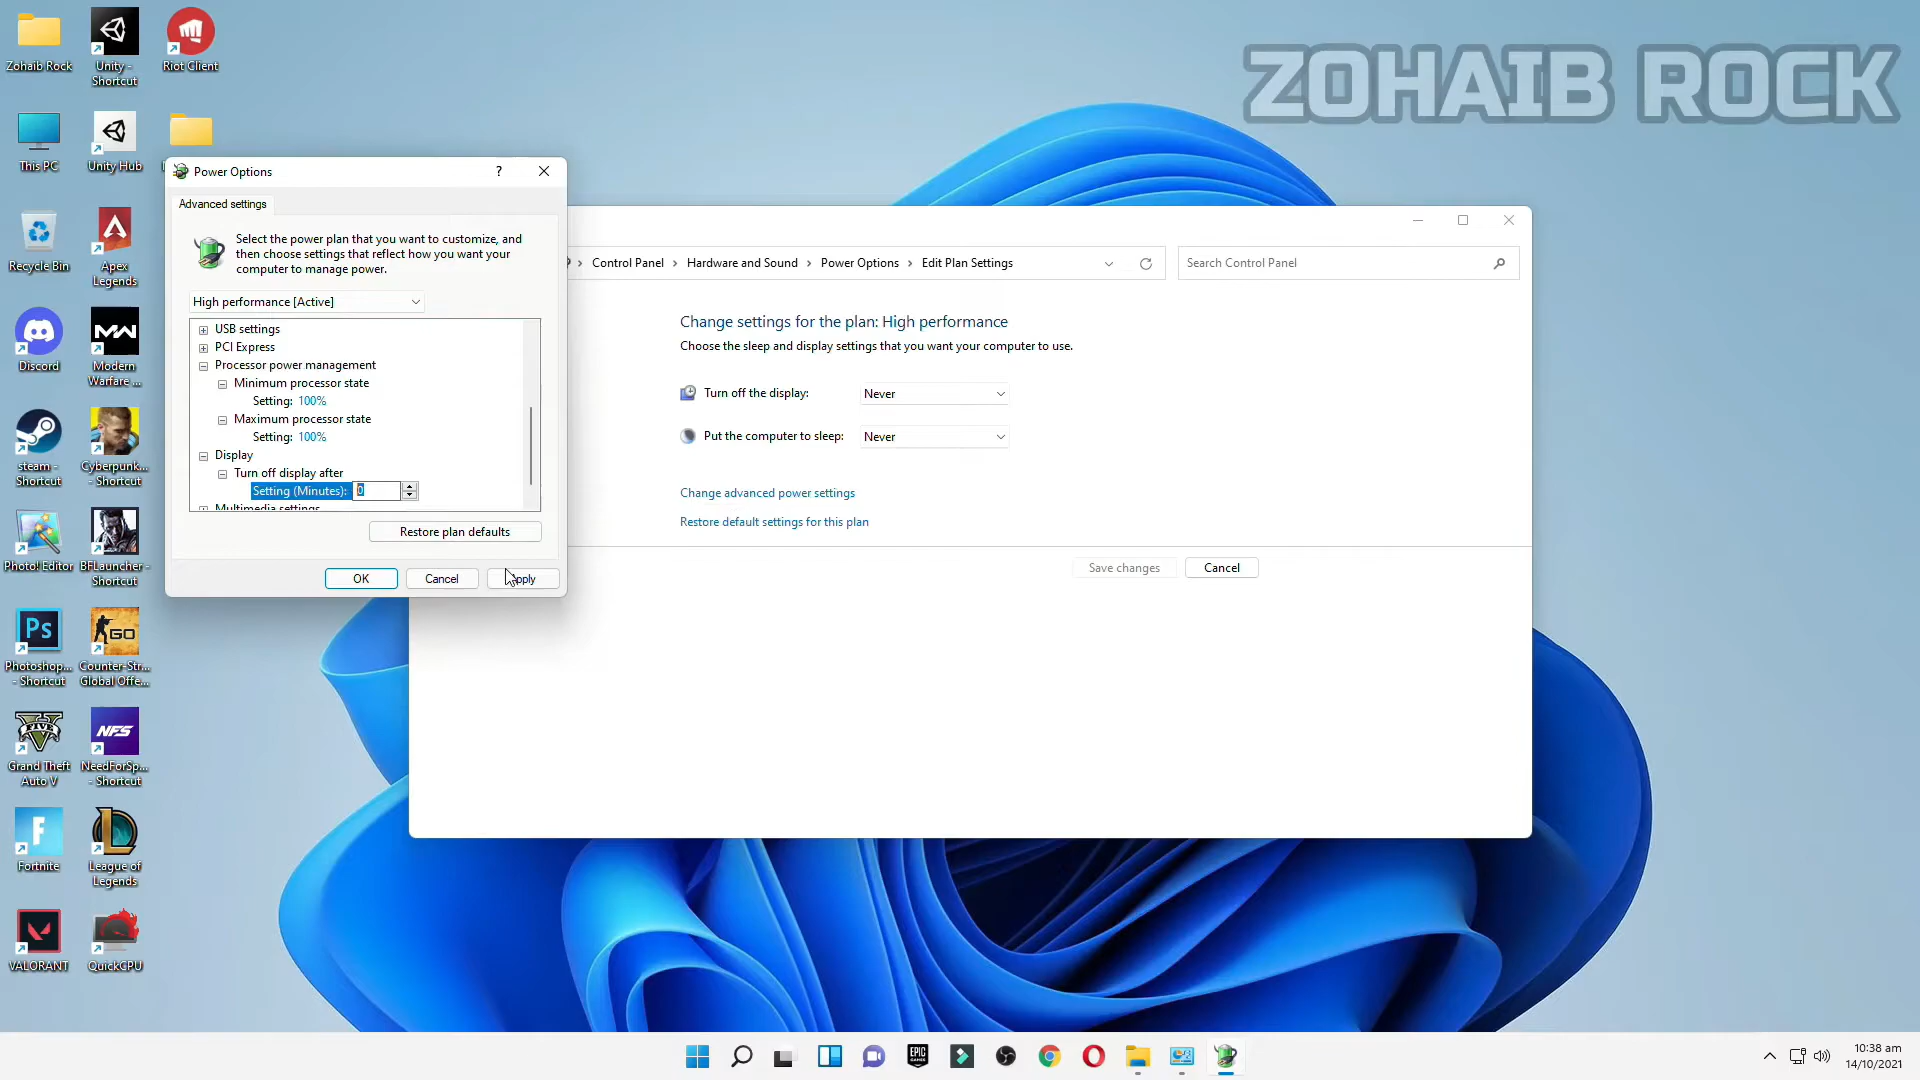 ZOHAIB ROCK
Zohaib Rock
Unity -
Shortcut
Riot Client
This PC
Unity Hub
Recycle Bin
Apex
Legends
Discord
Modern
Warfare ...
steam -
Shortcut
Cyberpunk...
- Shortcut
Photo! Editor
BFLauncher -
Shortcut
Ps
Photoshop...
- Shortcut
GO
Counter-Str...
Global Offe...
Grand Theft
Auto V
NFS
NeedForSp...
- Shortcut
Fortnite
League of
Legends
VALORANT
QuickCPU
Power Options
?
Advanced settings
Select the power plan that you want to customize, and
then choose settings that reflect how you want your
computer to manage power.
High performance [Active]
USB settings
PCI Express
Processor power management
Minimum processor state
Setting: 100%
Maximum processor state
Setting: 100%
Display
Turn off display after
Setting (Minutes): 0
Multimedia settings
Restore plan defaults
OK
Cancel
Apply
Control Panel > Hardware and Sound > Power Options > Edit Plan Settings
Search Control Panel
Change settings for the plan: High performance
Choose the sleep and display settings that you want your computer to use.
Turn off the display: Never
Put the computer to sleep: Never
Change advanced power settings
Restore default settings for this plan
Save changes
Cancel
EPIC
GAMES
10:38 am
14/10/2021